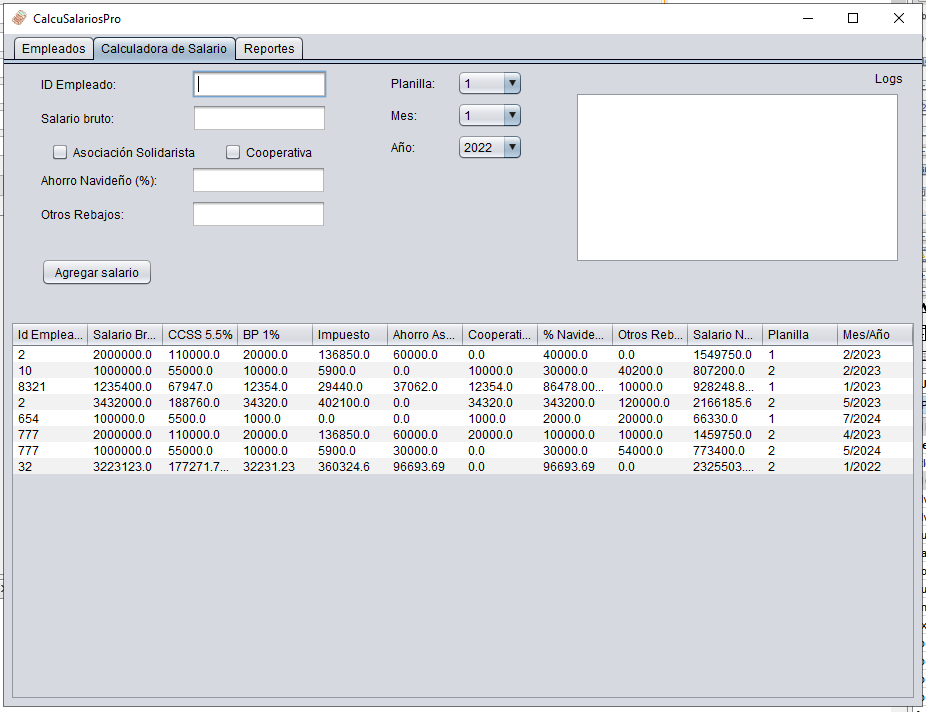 CalcuSalariosPro
Empleados Calculadora de Salario Reportes
ID Empleado: Planilla: 1 Logs
Salario bruto: Mes: 1
Asociación Solidarista Cooperativa Año: 2022
Ahorro Navideño (%):
Otros Rebajos:
Agregar salario
Id Emplea... Salario Br... CCSS 5.5% BP 1% Impuesto Ahorro As... Cooperati... % Navide... Otros Reb... Salario N... Planilla Mes/Año
2 2000000.0 110000.0 20000.0 136850.0 60000.0 0.0 40000.0 0.0 1549750.0 1 2/2023
10 1000000.0 55000.0 10000.0 5900.0 0.0 10000.0 30000.0 40200.0 807200.0 2 2/2023
8321 1235400.0 67947.0 12354.0 29440.0 37062.0 12354.0 86478.00... 10000.0 928248.8... 1 1/2023
2 3432000.0 188760.0 34320.0 402100.0 0.0 34320.0 343200.0 120000.0 2166185.6 2 5/2023
654 100000.0 5500.0 1000.0 0.0 0.0 1000.0 2000.0 20000.0 66330.0 1 7/2024
777 2000000.0 110000.0 20000.0 136850.0 60000.0 20000.0 100000.0 10000.0 1459750.0 2 4/2023
777 1000000.0 55000.0 10000.0 5900.0 30000.0 0.0 30000.0 54000.0 773400.0 2 5/2024
32 3223123.0 177271.7... 32231.23 360324.6 96693.69 0.0 96693.69 0.0 2325503.... 2 1/2022